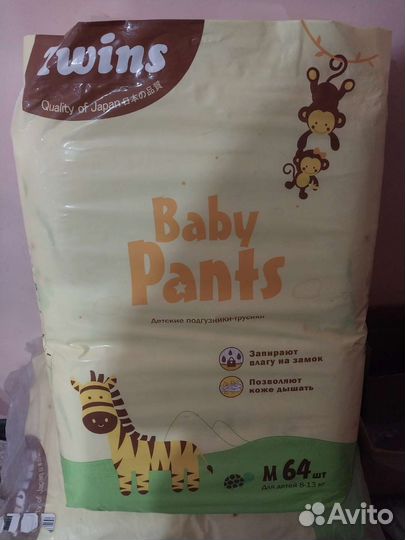 Twins
Quality of Japan 日本の品質
Baby
Pants
Детские подгузники-трусики
Запирают
влагу на замок
Позволяют
коже дышать
M 64 шт
Для детей 8-13 кг
Avito